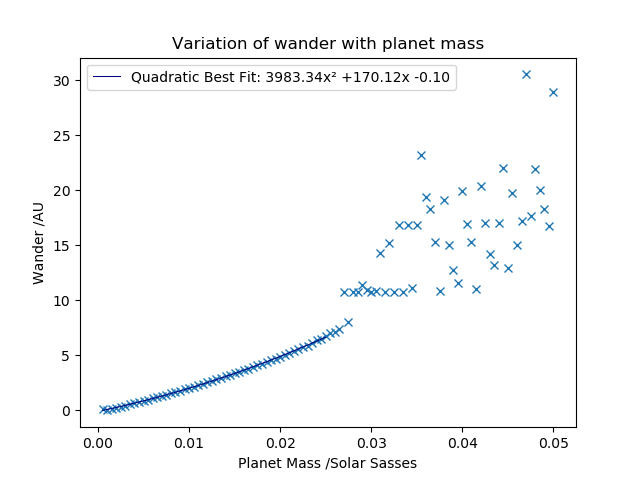 Variation of wander with planet mass
Quadratic Best Fit: 3983.34x² +170.12x -0.10
30
25
20
15
10
5
0
Wander /AU
0.00 0.01 0.02 0.03 0.04 0.05
Planet Mass /Solar Sasses